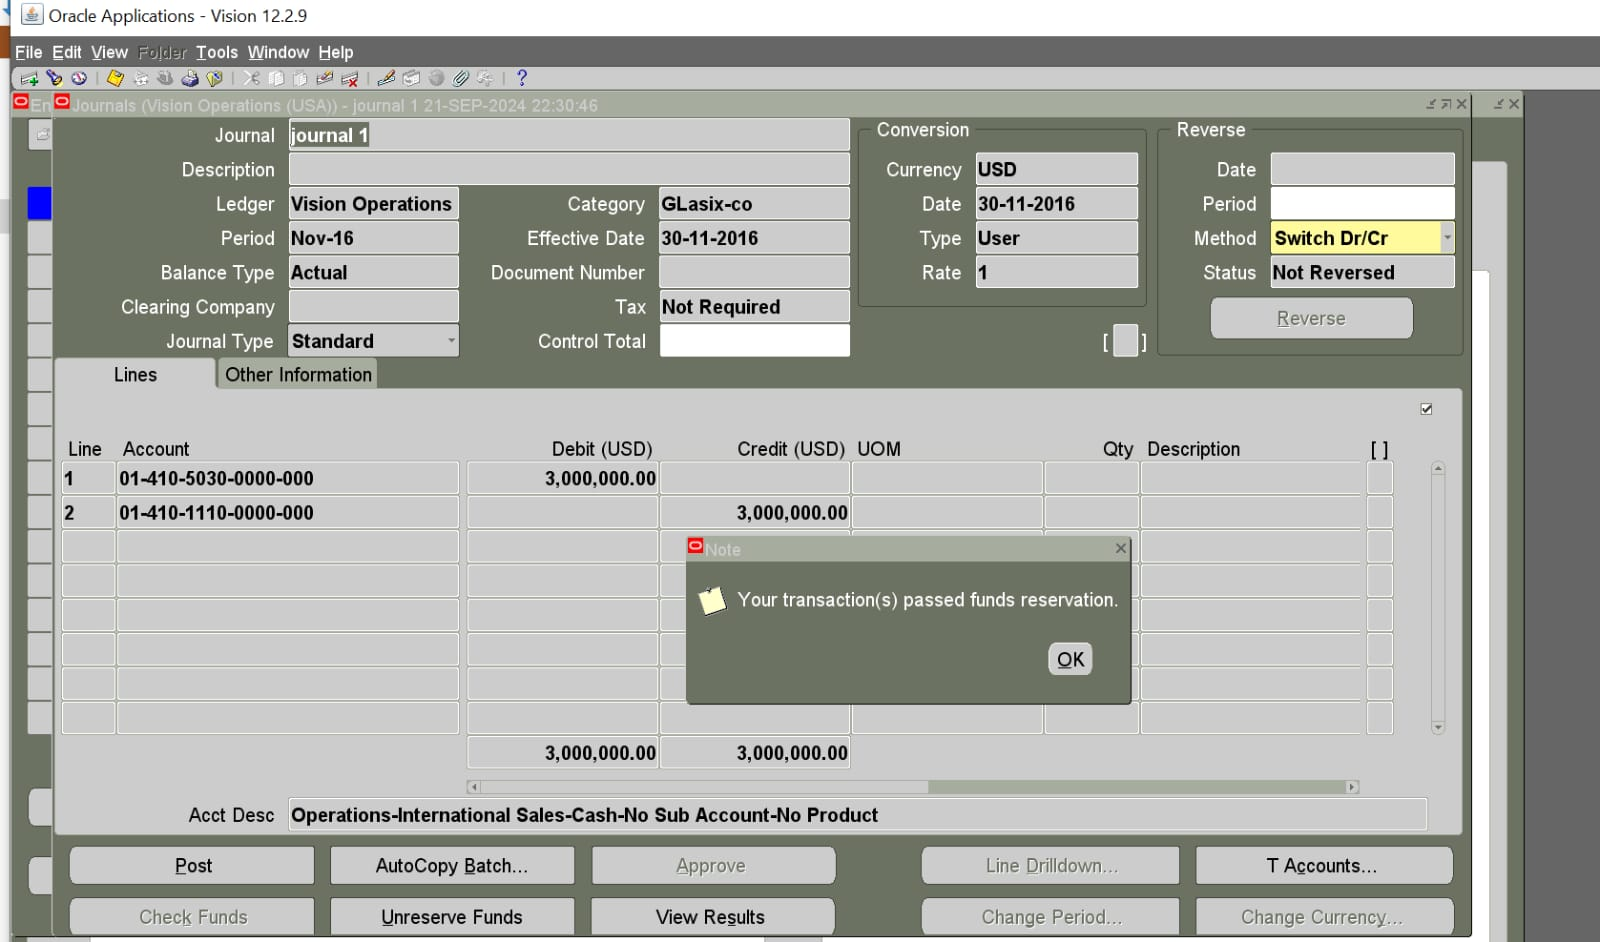 Oracle Applications - Vision 12.2.9
File Edit View Folder Tools Window Help
En
Journals (Vision Operations (USA)) - journal 1 21-SEP-2024 22:30:46
Journal journal 1
Description
Ledger Vision Operations
Category GLasix-co
Period Nov-16
Effective Date 30-11-2016
Balance Type Actual
Document Number
Clearing Company
Tax Not Required
Journal Type Standard
Control Total
Conversion
Currency USD
Date 30-11-2016
Type User
Rate 1
Reverse
Date
Period
Method Switch Dr/Cr
Status Not Reversed
Reverse
[ ]
Lines Other Information
Line Account Debit (USD) Credit (USD) UOM Qty Description [ ]
1 01-410-5030-0000-000 3,000,000.00
2 01-410-1110-0000-000 3,000,000.00
Note
Your transaction(s) passed funds reservation.
OK
3,000,000.00 3,000,000.00
Acct Desc Operations-International Sales-Cash-No Sub Account-No Product
Post AutoCopy Batch... Approve Line Drilldown... T Accounts...
Check Funds Unreserve Funds View Results Change Period... Change Currency...